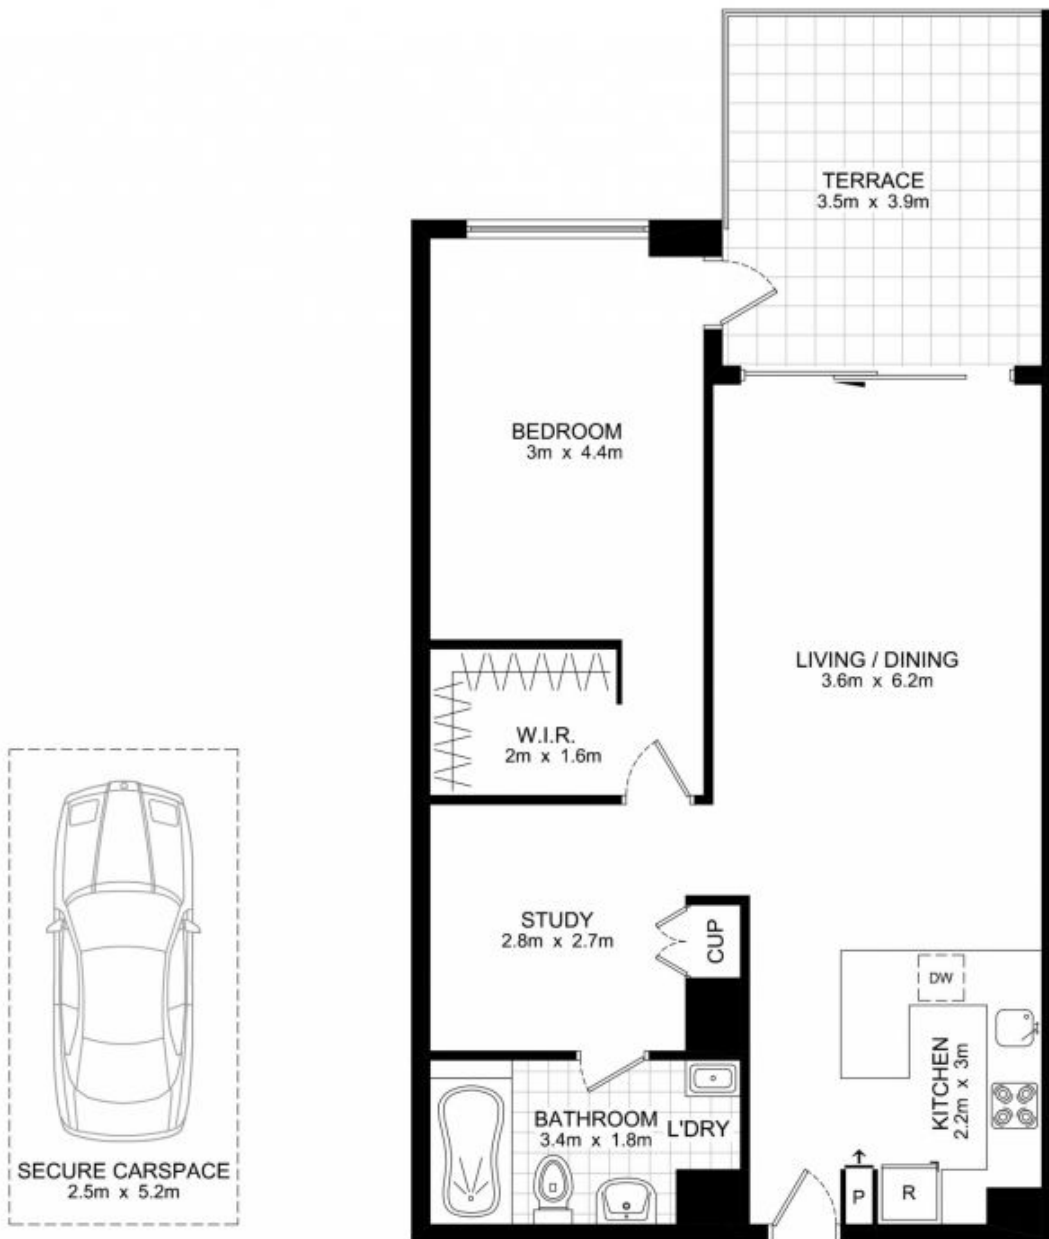 TERRACE
3.5m x 3.9m
BEDROOM
3m x 4.4m
LIVING / DINING
3.6m x 6.2m
W.I.R.
2m x 1.6m
STUDY
2.8m x 2.7m
CUP
DW
KITCHEN
2.2m x 3m
BATHROOM
3.4m x 1.8m
L'DRY
P
R
SECURE CARSPACE
2.5m x 5.2m